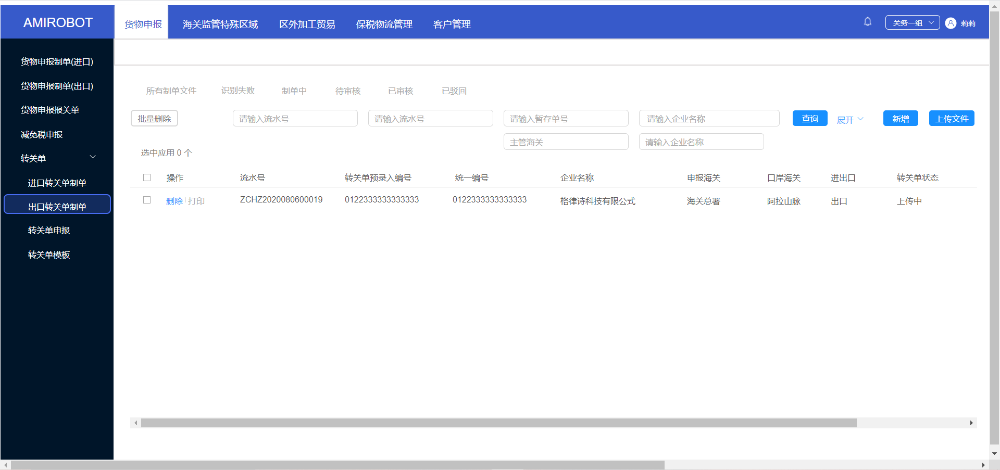 AMIROBOT
货物申报 海关监管特殊区域 区外加工贸易 保税物流管理 客户管理
关务一组 莉莉
货物申报制单(进口)
货物申报制单(出口)
货物申报报关单
减免税申报
转关单
进口转关单制单
出口转关单制单
转关单申报
转关单模板
所有制单文件 识别失败 制单中 待审核 已审核 已驳回
批量删除 请输入流水号 请输入流水号 请输入暂存单号 请输入企业名称 查询 展开 新增 上传文件
主管海关 请输入企业名称
选中应用 0 个
操作 流水号 转关单预录入编号 统一编号 企业名称 申报海关 口岸海关 进出口 转关单状态
删除 打印 ZCHZ2020080600019 0122333333333333 0122333333333333 格律诗科技有限公式 海关总署 阿拉山脉 出口 上传中